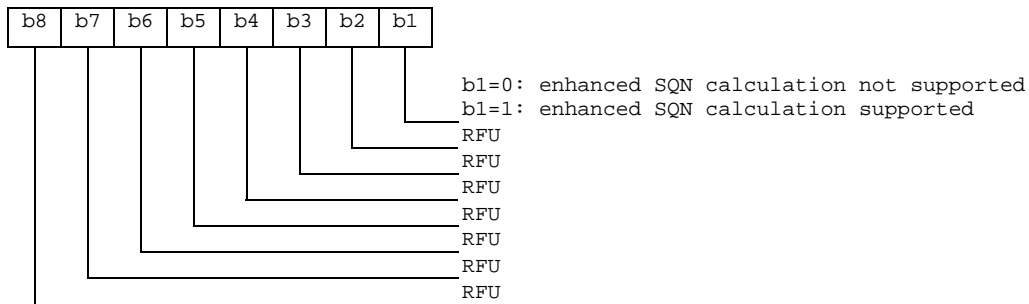 b8 b7 b6 b5 b4 b3 b2 b1
b1=0: enhanced SQN calculation not supported
b1=1: enhanced SQN calculation supported
RFU
RFU
RFU
RFU
RFU
RFU
RFU